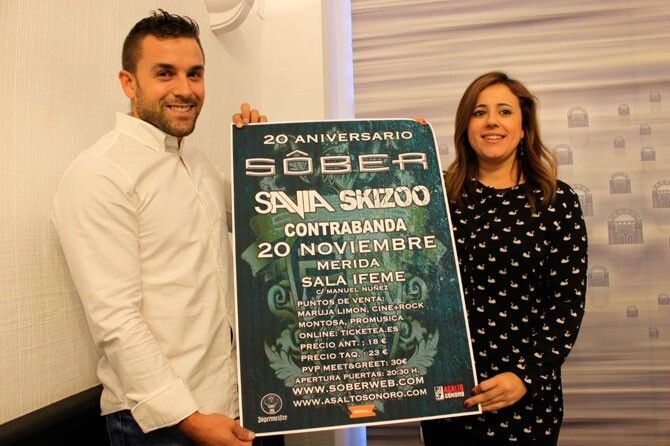 20 ANIVERSARIO
SÔBER
SAVIA SKIZOO
CONTRABANDA
20 NOVIEMBRE
MERIDA
SALA IFEME
C/ MANUEL NUÑEZ
PUNTOS DE VENTA:
MARUJA LIMON, CINE+ROCK
MONTOSA, PROMUSICA
ONLINE: TICKETEA.ES
PRECIO ANT.: 18 €
PRECIO TAQ.: 23 €
PVP MEET&GREET: 30€
APERTURA PUERTAS: 20:30 H.
WWW.SOBERWEB.COM
WWW.ASALTOSONORO.COM
Jägermeister
ASALTO
SONORO